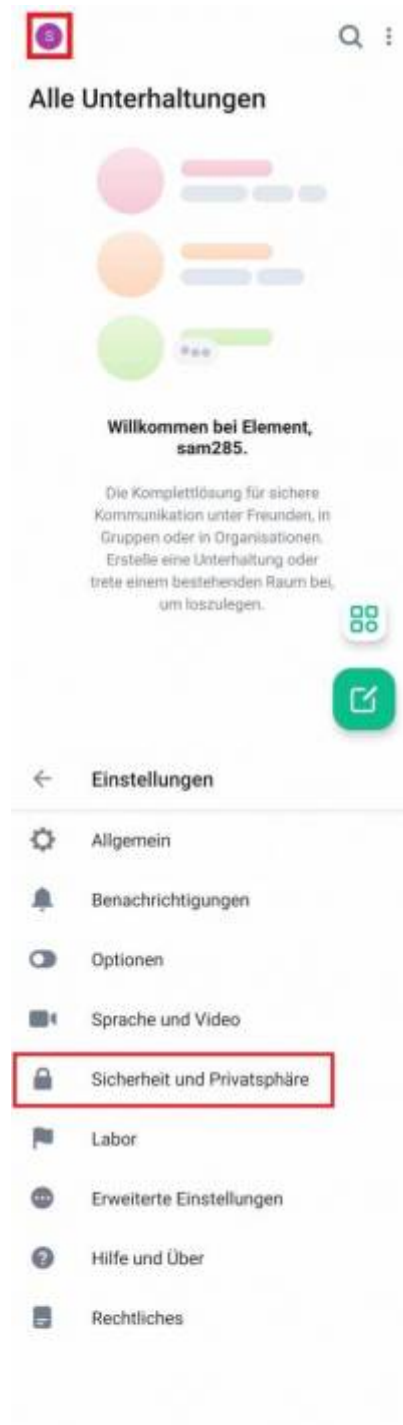 S
Alle Unterhaltungen
Willkommen bei Element,
sam285.
Die Komplettlösung für sichere
Kommunikation unter Freunden, in
Gruppen oder in Organisationen.
Erstelle eine Unterhaltung oder
trete einem bestehenden Raum bei,
um loszulegen.
Einstellungen
Allgemein
Benachrichtigungen
Optionen
Sprache und Video
Sicherheit und Privatsphäre
Labor
Erweiterte Einstellungen
Hilfe und Über
Rechtliches